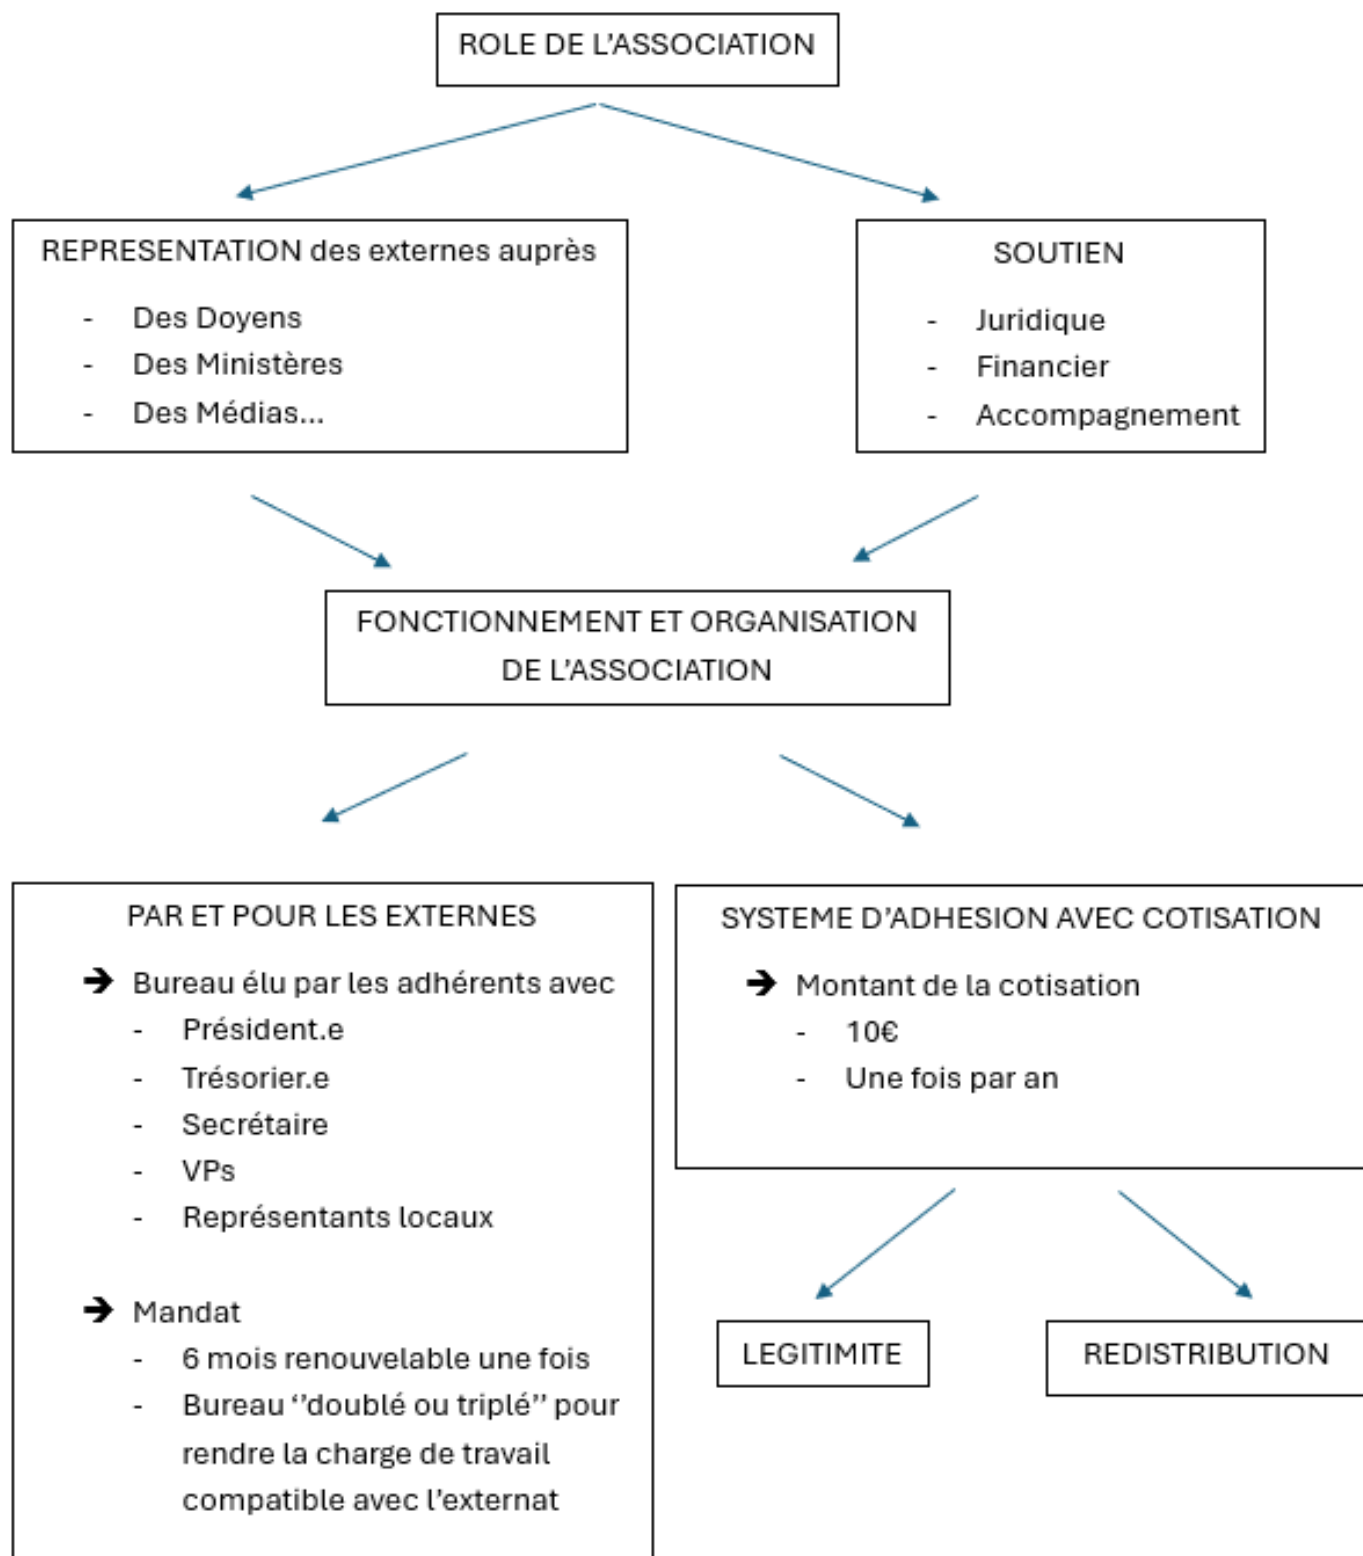 ROLE DE L’ASSOCIATION
REPRESENTATION des externes auprès
- Des Doyens
- Des Ministères
- Des Médias...
SOUTIEN
- Juridique
- Financier
- Accompagnement
FONCTIONNEMENT ET ORGANISATION
DE L’ASSOCIATION
PAR ET POUR LES EXTERNES
➔ Bureau élu par les adhérents avec
- Président.e
- Trésorier.e
- Secrétaire
- VPs
- Représentants locaux
➔ Mandat
- 6 mois renouvelable une fois
- Bureau ‘’doublé ou triplé’’ pour
rendre la charge de travail
compatible avec l’externat
SYSTEME D’ADHESION AVEC COTISATION
➔ Montant de la cotisation
- 10€
- Une fois par an
LEGITIMITE
REDISTRIBUTION